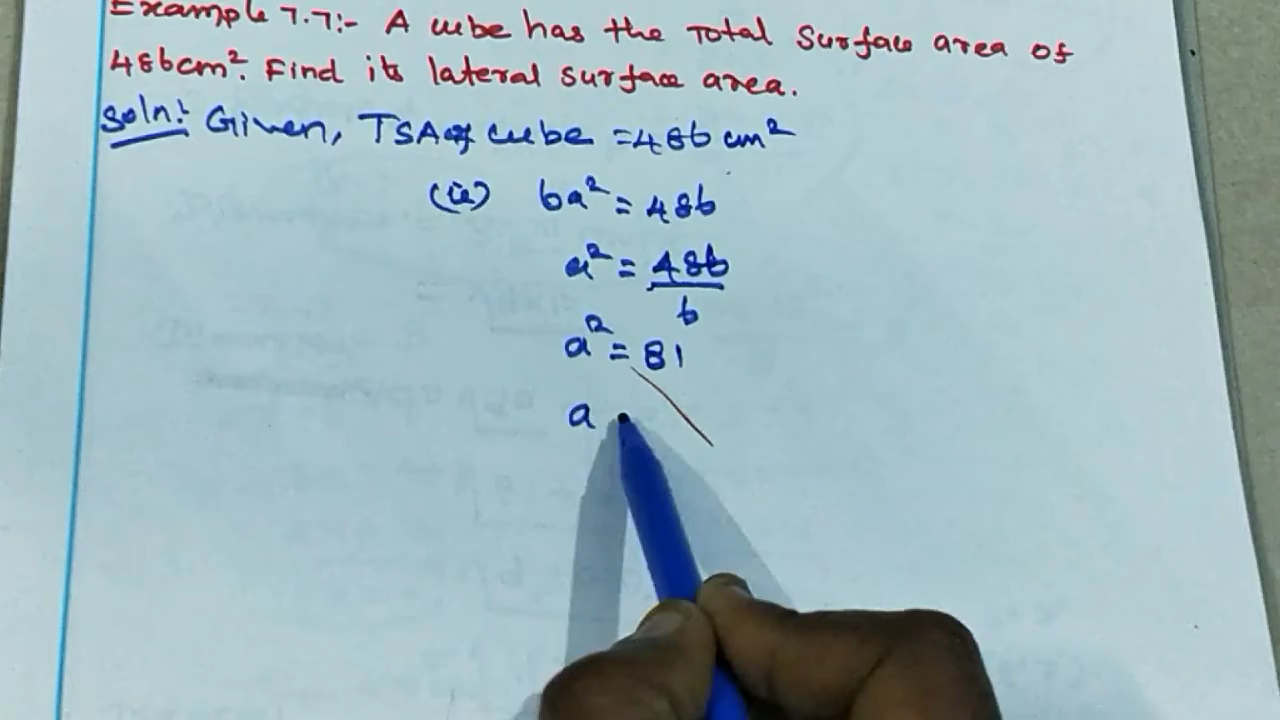 Example 7.7:- A cube has the Total Surface area of
486cm². Find its lateral surface area.
Soln: Given, TSA of cube = 486 cm²
(ie) 6a² = 486
a² = 486
6
a² = 81
a